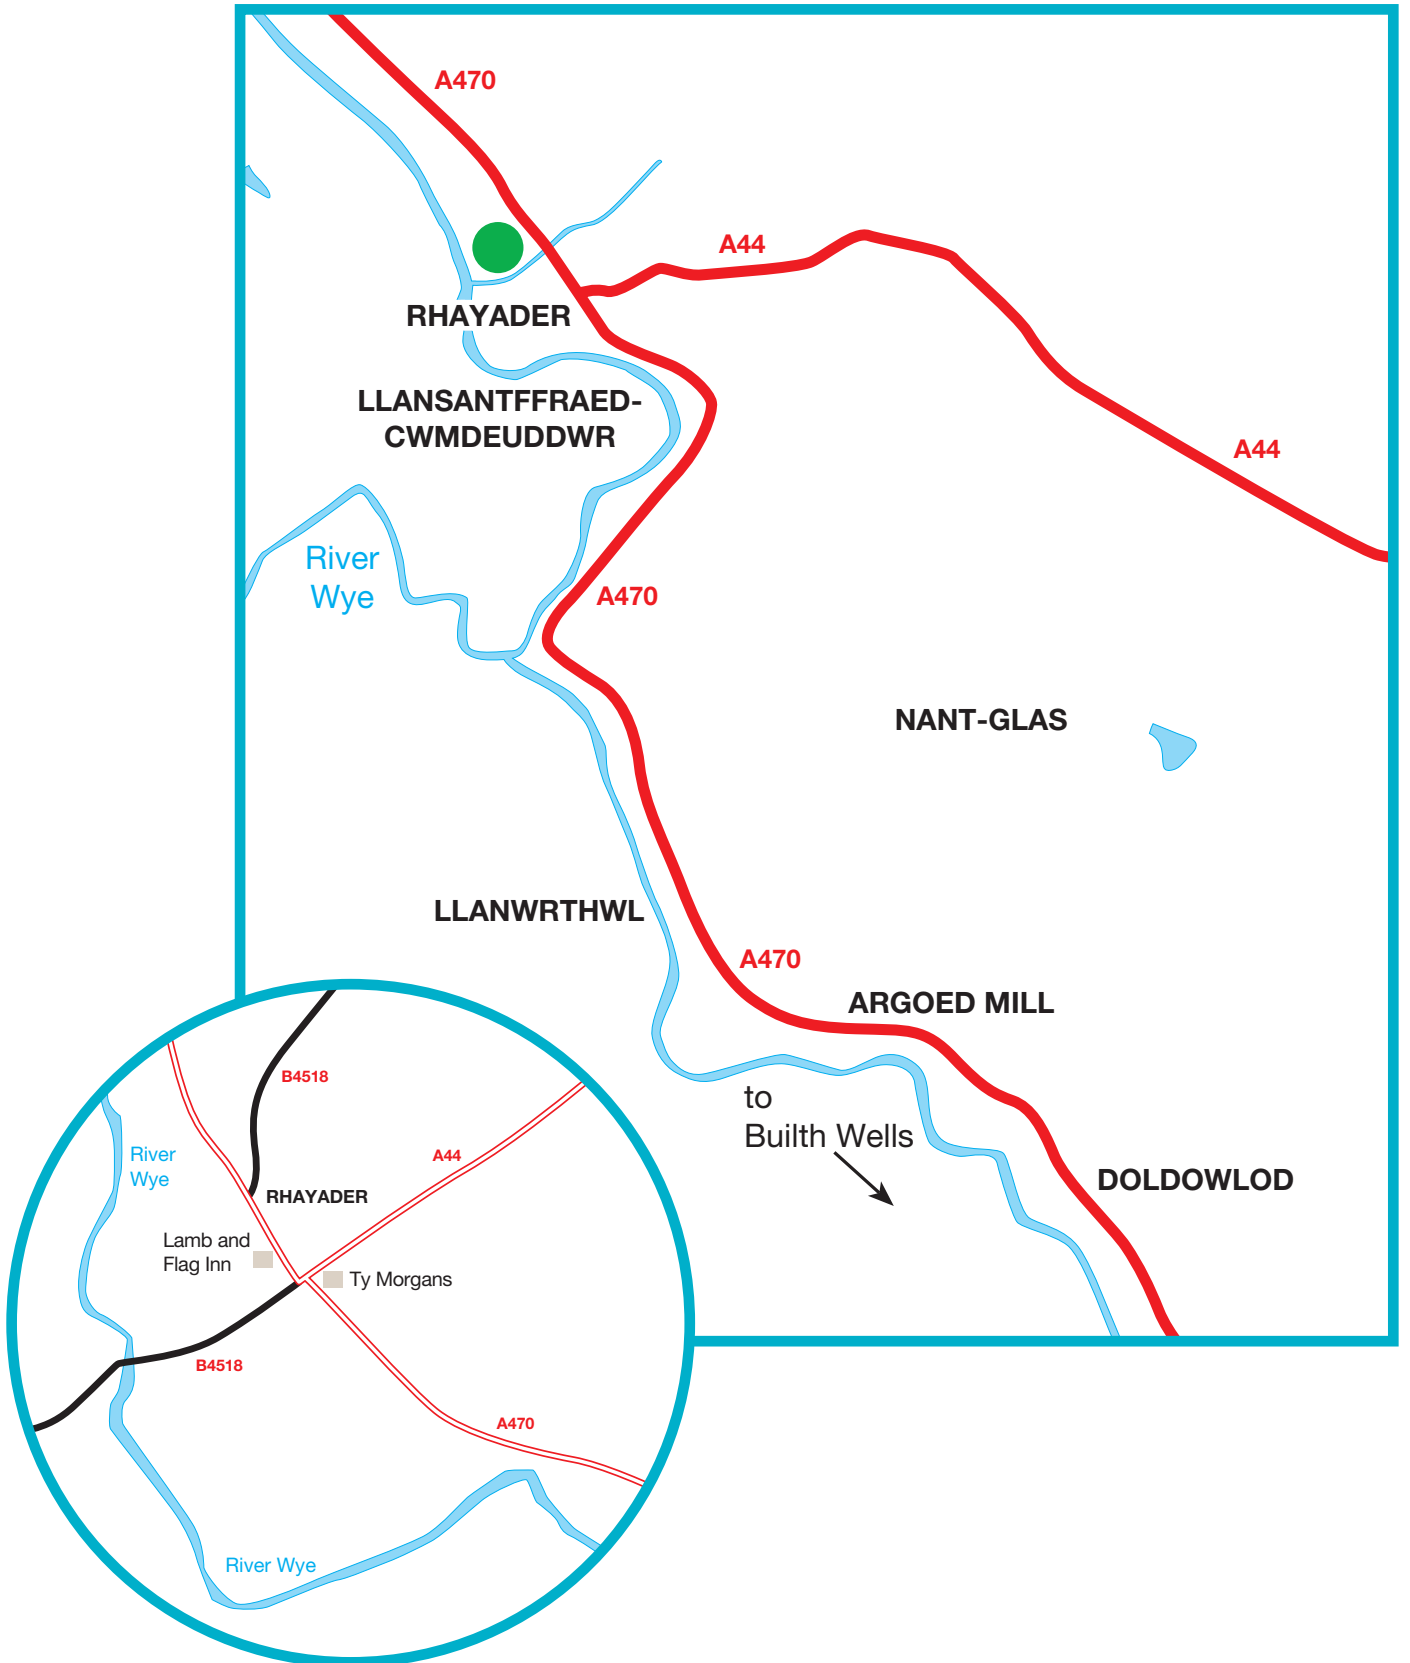 A470
A44
RHAYADER
LLANSANTFFRAED-
CWMDEUDDWR
A44
River
Wye
A470
NANT-GLAS
LLANWRTHWL
A470
ARGOED MILL
to
Builth Wells
DOLDOWLOD
B4518
River
Wye
A44
RHAYADER
Lamb and
Flag Inn
Ty Morgans
B4518
A470
River Wye